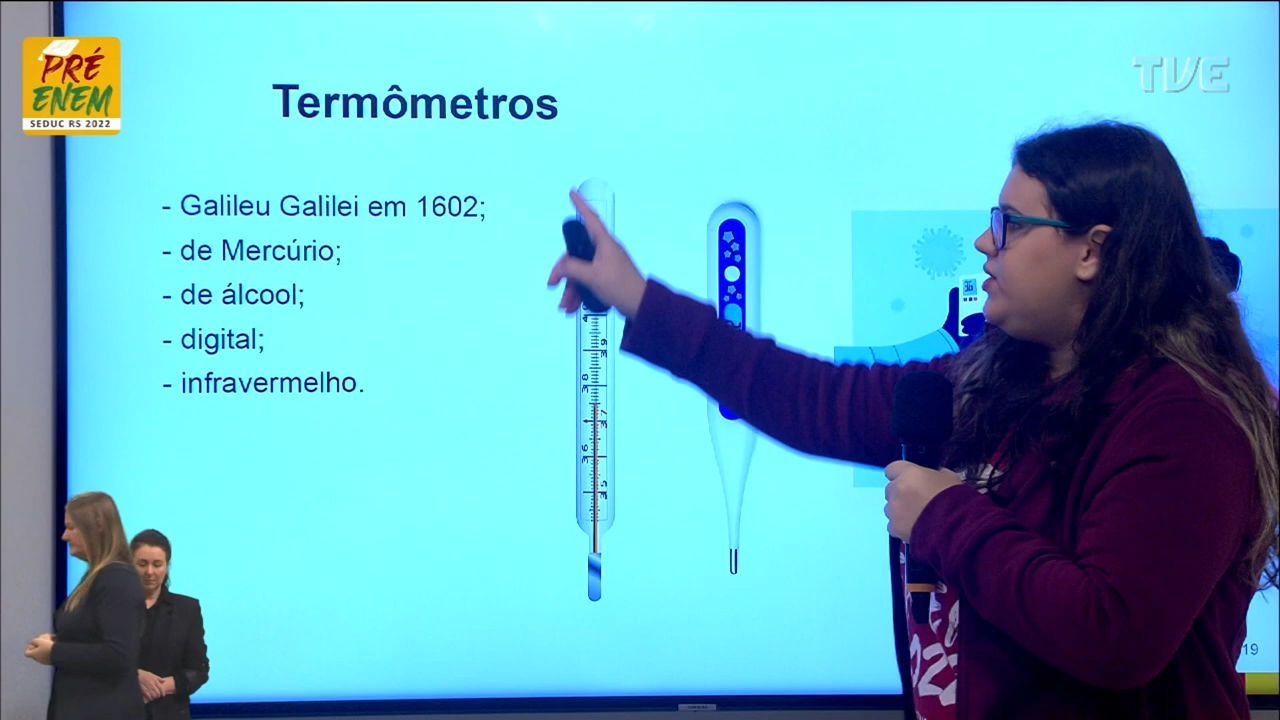 PRÉ
ENEM
SEDUC RS 2022
TVE
Termômetros
- Galileu Galilei em 1602;
- de Mercúrio;
- de álcool;
- digital;
- infravermelho.
39
38
37
36
35
19